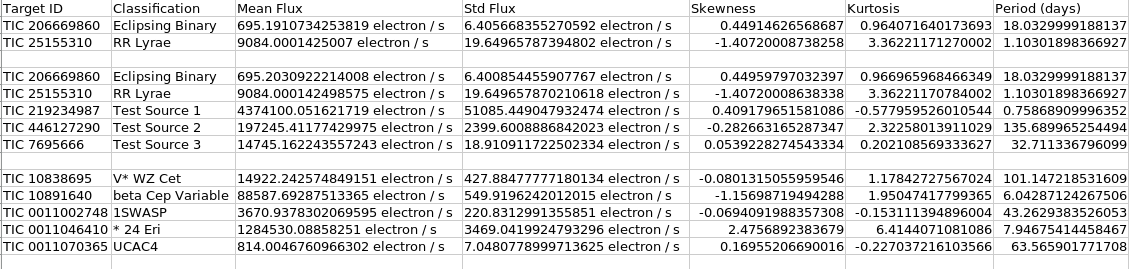 Target ID Classification Mean Flux Std Flux Skewness Kurtosis Period (days)
TIC 206669860 Eclipsing Binary 695.1910734253819 electron / s 6.405668355270592 electron / s 0.44914626568687 0.964071640173693 18.0329999188137
TIC 25155310 RR Lyrae 9084.0001425007 electron / s 19.64965787394802 electron / s -1.40720008738258 3.36221171270002 1.10301898366927
TIC 206669860 Eclipsing Binary 695.2030922214008 electron / s 6.400854455907767 electron / s 0.44959797032397 0.966965968466349 18.0329999188137
TIC 25155310 RR Lyrae 9084.000142498575 electron / s 19.649657870210618 electron / s -1.40720008638338 3.36221170784002 1.10301898366927
TIC 219234987 Test Source 1 4374100.051621719 electron / s 51085.449047932474 electron / s 0.409179651581086 -0.577959526010544 0.75868909996352
TIC 446127290 Test Source 2 197245.41177429975 electron / s 2399.6008886842023 electron / s -0.282663165287347 2.32258013911029 135.689965254494
TIC 7695666 Test Source 3 14745.162243557243 electron / s 18.910911722502334 electron / s 0.0539228274543334 0.202108569333627 32.711336796099
TIC 10838695 V* WZ Cet 14922.242574849151 electron / s 427.88477777180134 electron / s -0.0801315055959546 1.17842727567024 101.147218531609
TIC 10891640 beta Cep Variable 88587.69287513365 electron / s 549.9196242012015 electron / s -1.15698719494288 1.95047417799365 6.04287124267506
TIC 0011002748 1SWASP 3670.9378302069595 electron / s 220.8312991355851 electron / s -0.0694091988357308 -0.153111394896004 43.2629383526053
TIC 0011046410 * 24 Eri 1284530.08858251 electron / s 3469.0419924793296 electron / s 2.4756892383679 6.4144071081086 7.94675414458467
TIC 0011070365 UCAC4 814.0046760966302 electron / s 7.0480778999713625 electron / s 0.16955206690016 -0.227037216103566 63.565901771708